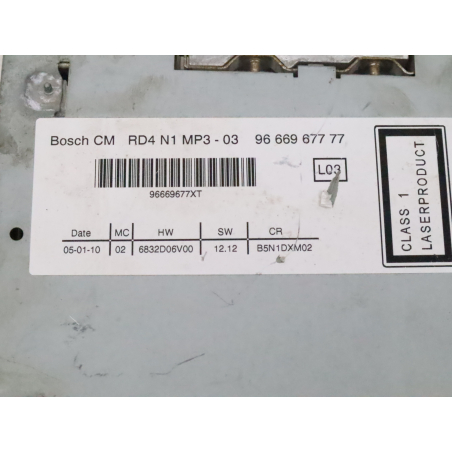 Bosch CM RD4 N1 MP3 - 03 96 669 677 77
L03
96669677XT
CLASS 1
LASERPRODUCT
Date MC HW SW CR
05-01-10 02 6832D06V00 12.12 B5N1DXM02